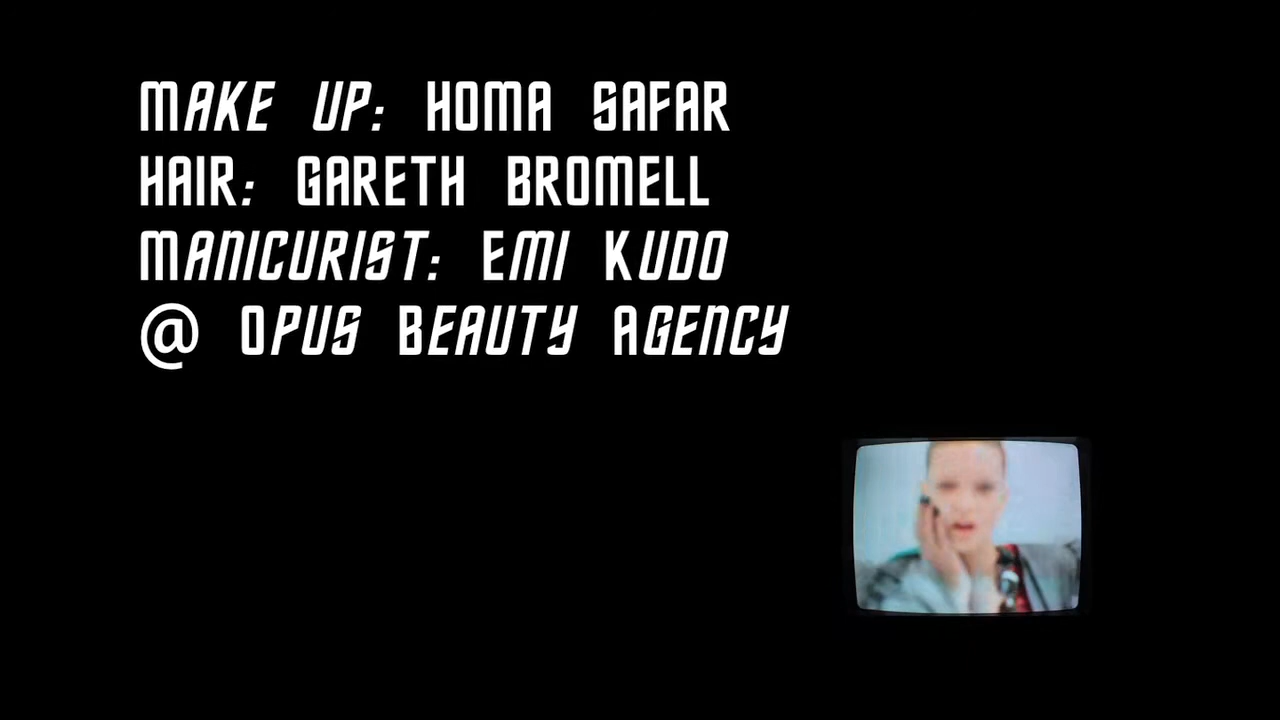 MAKE UP: HOMA SAFAR
HAIR: GARETH BROMELL
MANICURIST: EMI KUDO
@ OPUS BEAUTY AGENCY